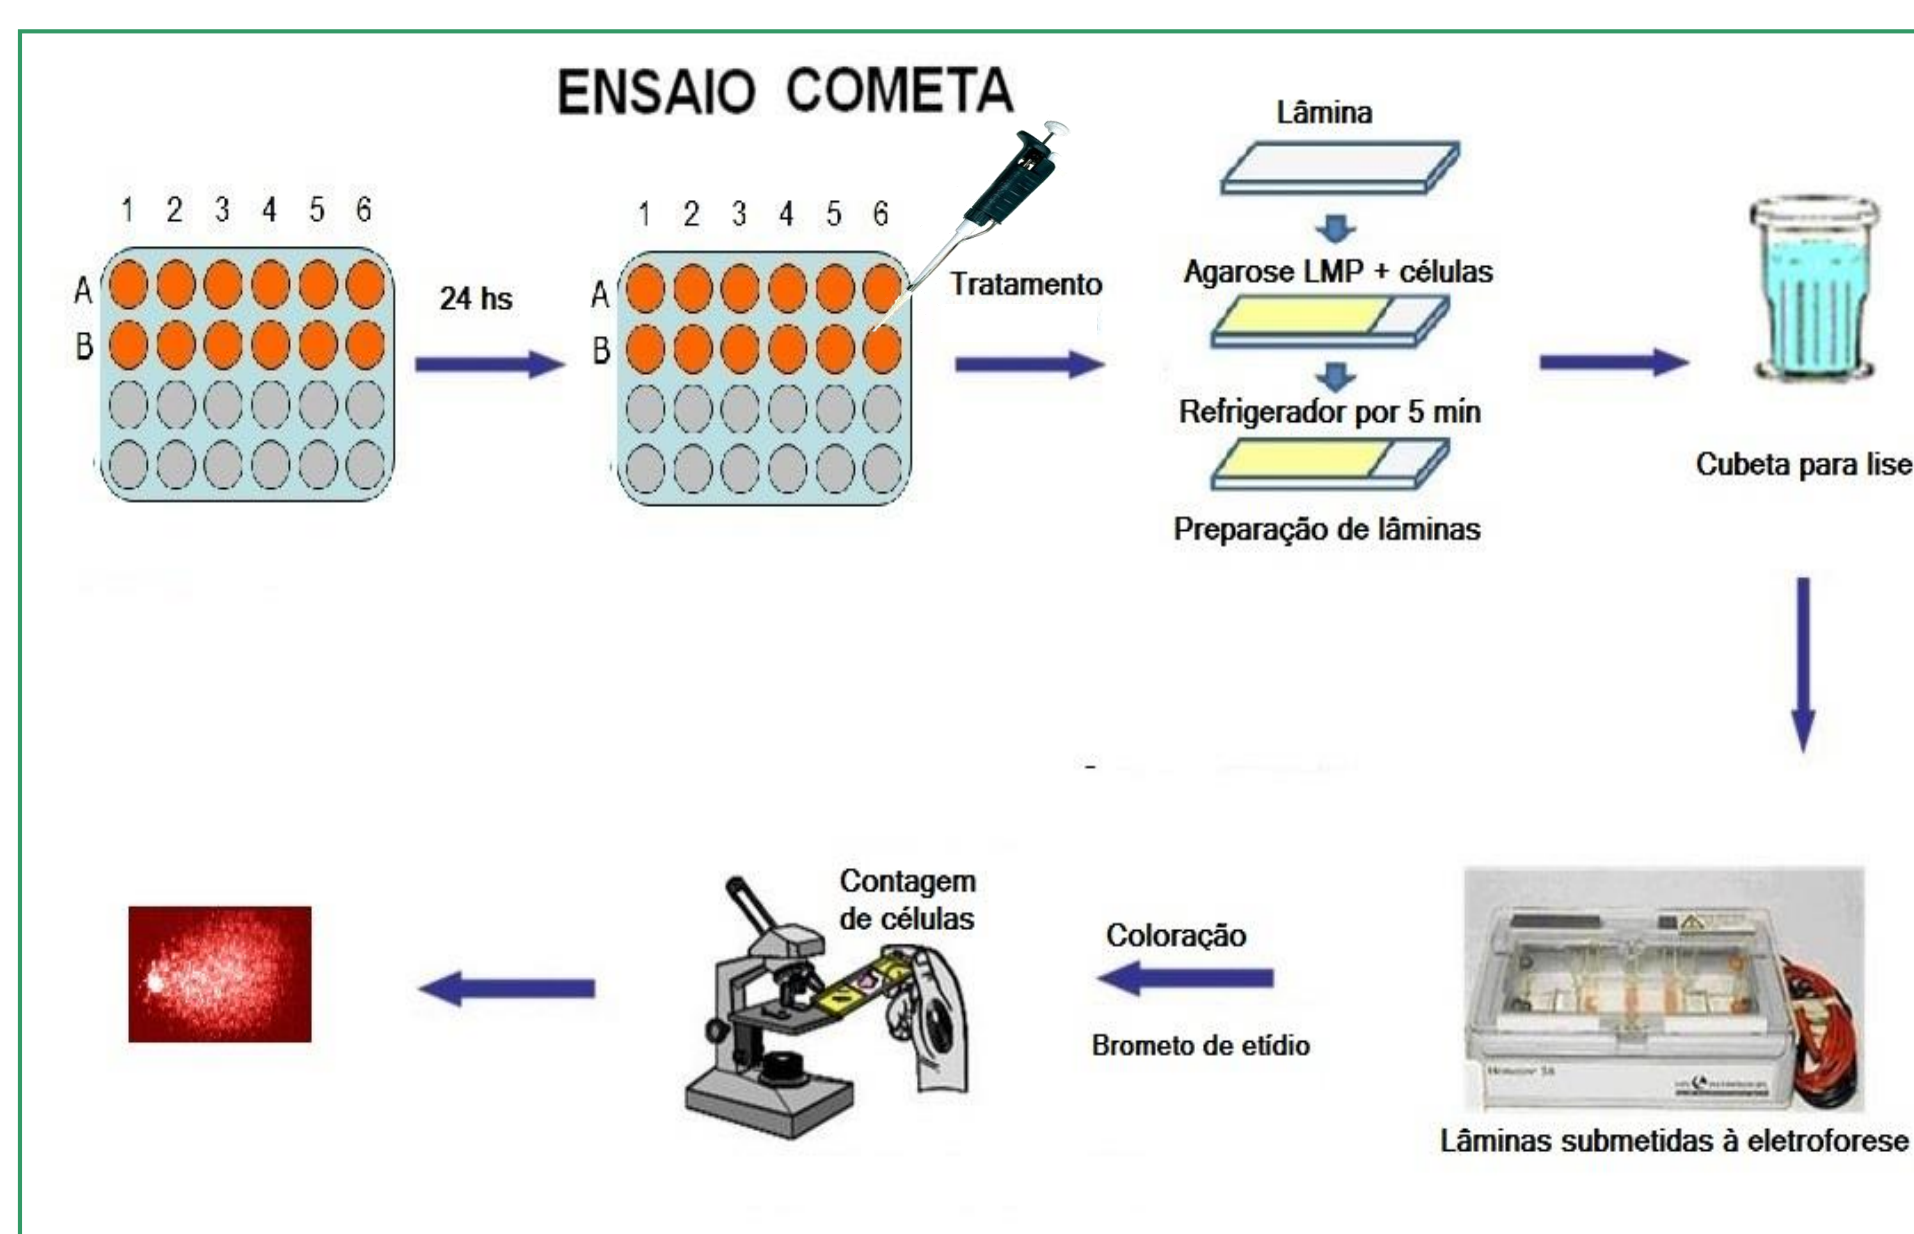 ENSAIO COMETA
1 2 3 4 5 6
A
B
24 hs
1 2 3 4 5 6
A
B
Tratamento
Lâmina
Agarose LMP + células
Refrigerador por 5 mín
Preparação de lâminas
Cubeta para lise
Lâminas submetidas à eletroforese
Coloração
Brometo de etídio
Contagem
de células